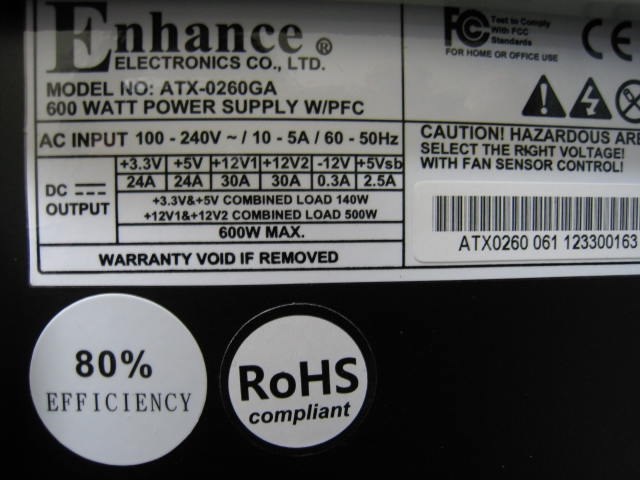 Enhance®
ELECTRONICS CO., LTD.
MODEL NO: ATX-0260GA
600 WATT POWER SUPPLY W/PFC
FC Test to Comply
With FCC
Standards
FOR HOME OR OFFICE USE
CE
AC INPUT 100 - 240V ~ / 10 - 5A / 60 - 50Hz
DC OUTPUT
+3.3V +5V +12V1 +12V2 -12V +5Vsb
24A 24A 30A 30A 0.3A 2.5A
+3.3V&+5V COMBINED LOAD 140W
+12V1&+12V2 COMBINED LOAD 500W
600W MAX.
WARRANTY VOID IF REMOVED
CAUTION! HAZARDOUS ARE
SELECT THE RIGHT VOLTAGE!
WITH FAN SENSOR CONTROL!
ATX0260 061 123300163
80%
EFFICIENCY
RoHS
compliant